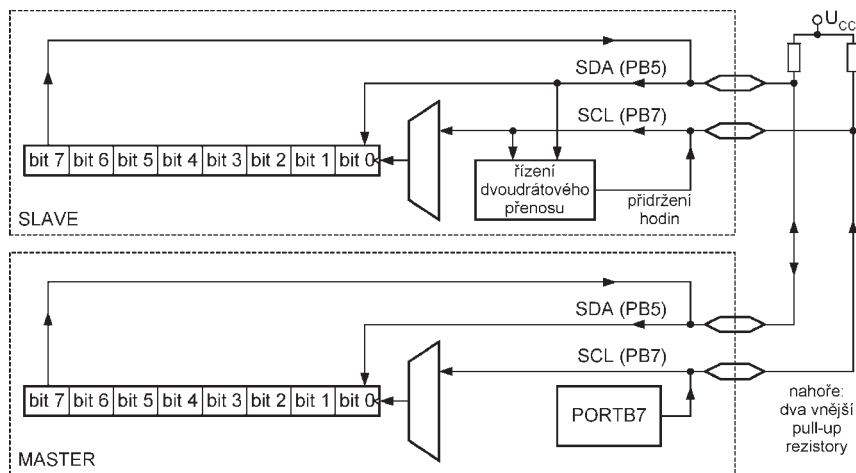 U_CC
SDA (PB5)
SCL (PB7)
bit 7 bit 6 bit 5 bit 4 bit 3 bit 2 bit 1 bit 0
řízení
dvoudrátového
přenosu
přidržení
hodin
SLAVE
SDA (PB5)
SCL (PB7)
bit 7 bit 6 bit 5 bit 4 bit 3 bit 2 bit 1 bit 0
PORTB7
nahoře:
dva vnější
pull-up
rezistory
MASTER